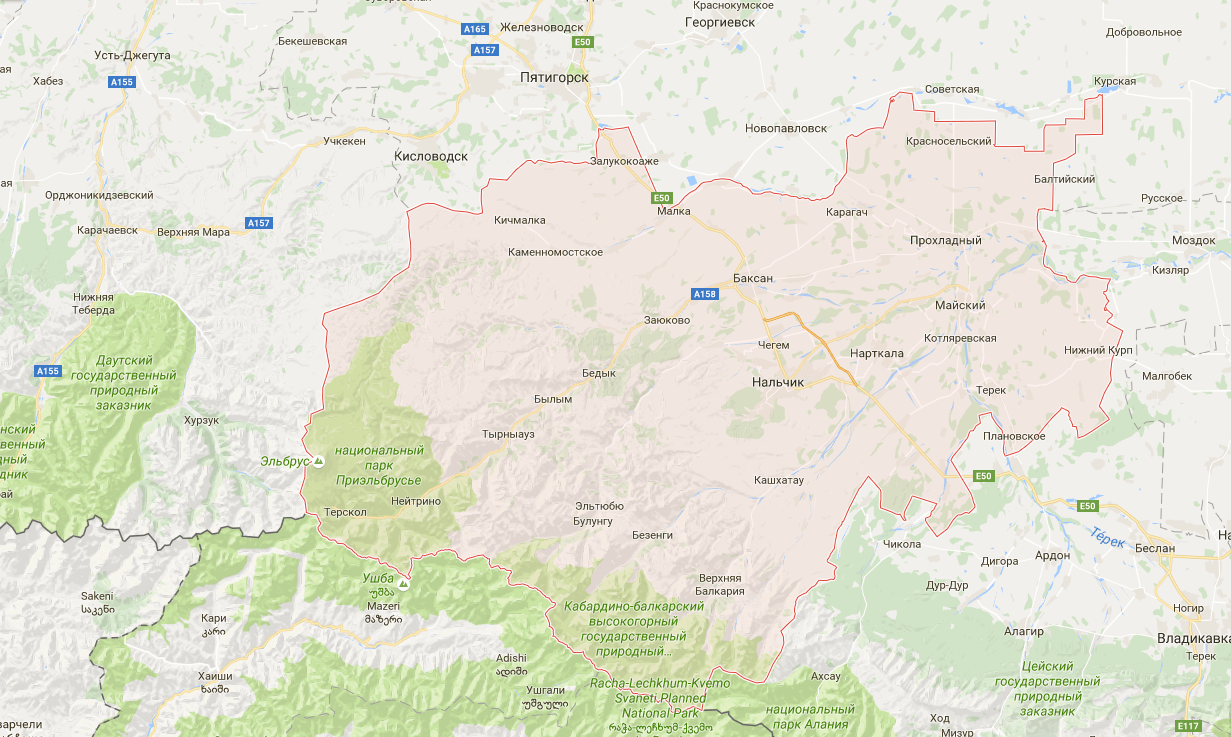 Краснокумское
Георгиевск
A165
Железноводск
E50
A157
Бекешевская
Усть-Джегута
Хабез
A155
Пятигорск
Добровольное
Курская
Советская
Новопавловск
Красносельский
Учкекен
Кисловодск
Залукокоаже
Балтийский
ая
Орджоникидзевский
E50
Русское
Малка
Карагач
Кичмалка
A157
Карачаевск
Верхняя Мара
Каменномостское
Прохладный
Моздок
Кизляр
Баксан
Нижняя
Теберда
A158
Майский
Заюково
Котляревская
Чегем
Нарткала
Нижний Курп
Даутский
государственный
природный
заказник
A155
Бедык
Нальчик
Малгобек
Терек
Былым
Хурзук
Тырныауз
Плановское
национальный
парк
Приэльбрусье
Эльбрус
E50
Кашхатау
Нейтрино
Терскол
Эльтюбю
Булунгу
E50
Терек
Безенги
Чикола
Беслан
Ардон
Дигора
Ушба
უშბა
Верхняя
Балкария
Дур-Дур
Sakeni
საკენი
Mazeri
მაზერი
Кабардино-балкарский
высокогорный
государственный
природный...
Ногир
Кари
კარი
Алагир
Владикавка
Терек
Adishi
ადიში
Хаиши
ხაიში
Ахсау
Цейский
государственный
природный
заказник
Ушгали
უშგული
Racha-Lechkhum-Kvemo
Svaneti Planned
National Park
რაჭა-ლეჩხუმ-ქვემო
национальный
парк Алания
Ход
Мизур
E117